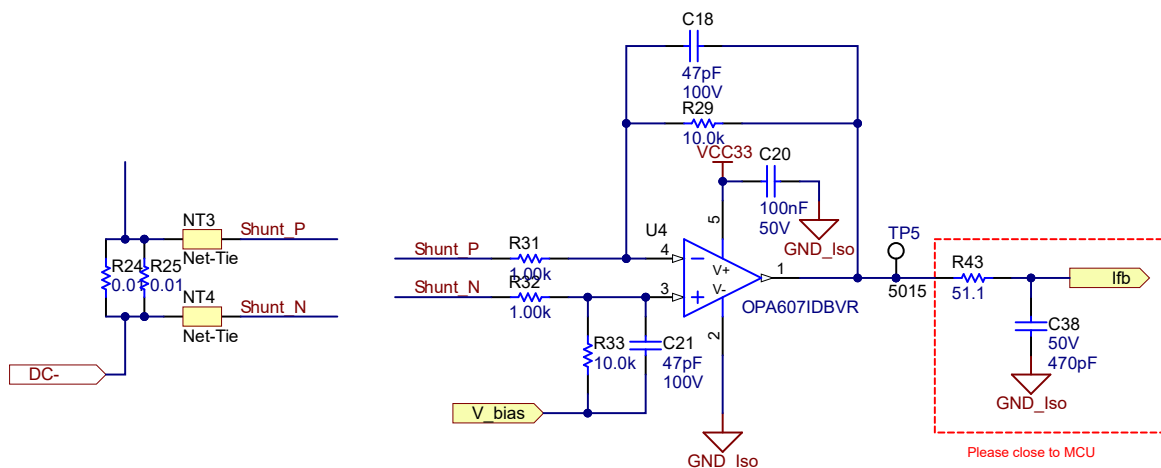 C18
47pF
100V
R29
10.0k
VCC33
C20
100nF
50V
GND_Iso
NT3
Shunt_P
Net-Tie
R24
0.01
R25
0.01
NT4
Shunt_N
Net-Tie
DC-
Shunt_P
R31
1.00k
Shunt_N
R32
1.00k
U4
4
3
5
2
1
V+
V-
OPA607IDBVR
R33
10.0k
C21
47pF
100V
V_bias
GND_Iso
TP5
5015
R43
51.1
Ifb
C38
50V
470pF
GND_Iso
Please close to MCU